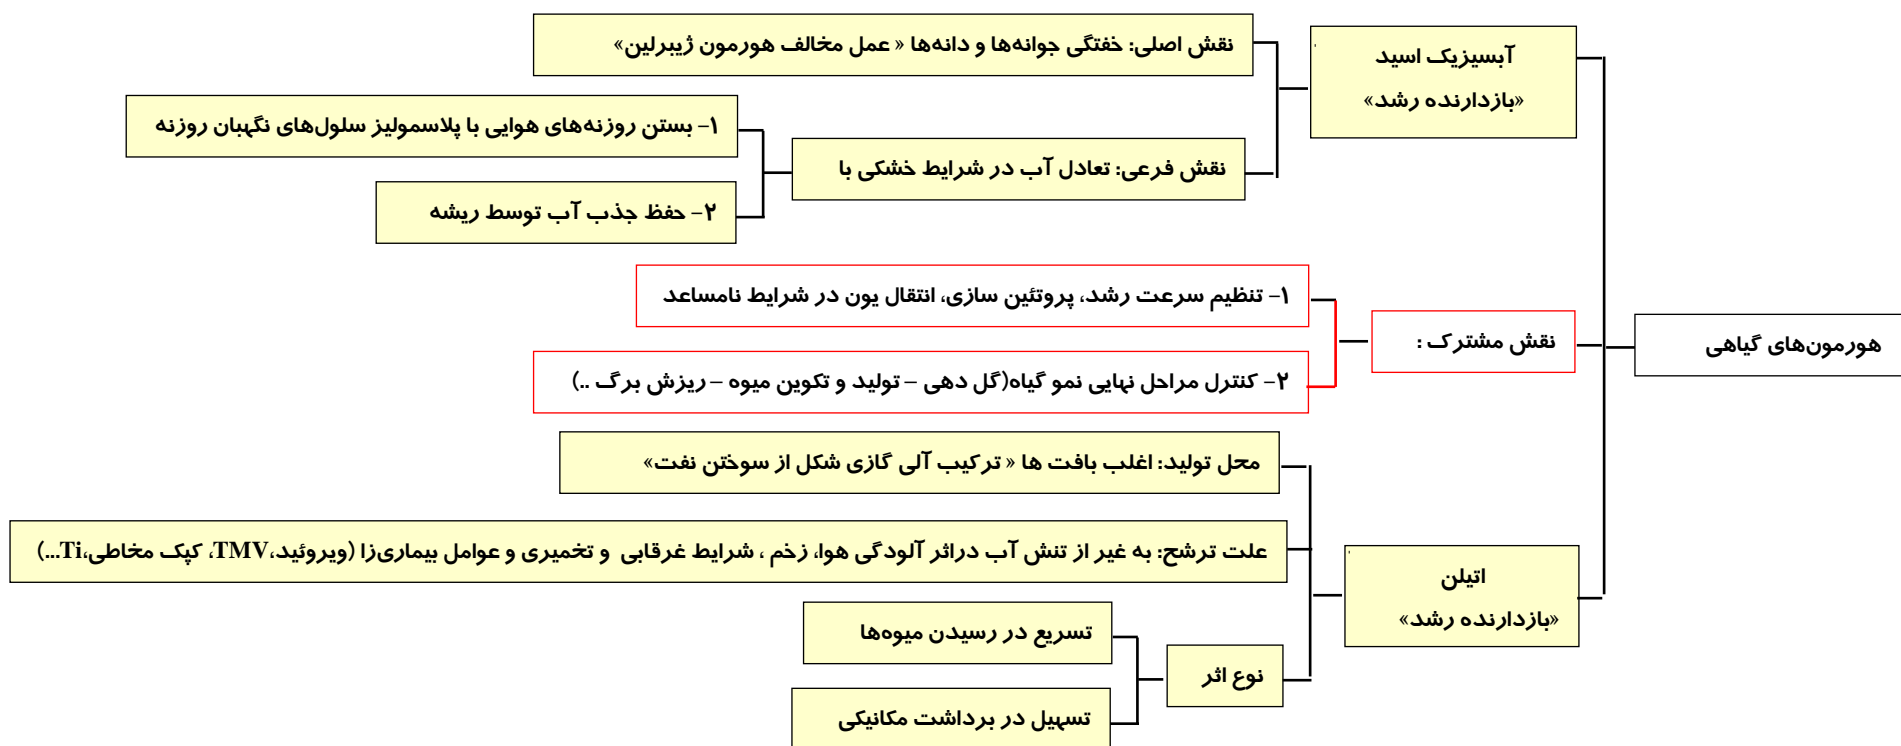 هورمون‌های گیاهی
آبسیزیک اسید
«بازدارنده رشد»
نقش اصلی: خفتگی جوانه‌ها و دانه‌ها « عمل مخالف هورمون ژیبرلین»
نقش فرعی: تعادل آب در شرایط خشکی با
۱- بستن روزنه‌های هوایی با پلاسمولیز سلول‌های نگهبان روزنه
۲- حفظ جذب آب توسط ریشه
نقش مشترک :
۱- تنظیم سرعت رشد، پروتئین سازی، انتقال یون در شرایط نامساعد
۲- کنترل مراحل نهایی نمو گیاه(گل دهی – تولید و تکوین میوه – ریزش برگ ..)
اتیلن
«بازدارنده رشد»
محل تولید: اغلب بافت ها « ترکیب آلی گازی شکل از سوختن نفت»
علت ترشح: به غیر از تنش آب دراثر آلودگی هوا، زخم ، شرایط غرقابی و تخمیری و عوامل بیماری‌زا (ویروئید،TMV، کپک مخاطی،Ti...)
نوع اثر
تسریع در رسیدن میوه‌ها
تسهیل در برداشت مکانیکی